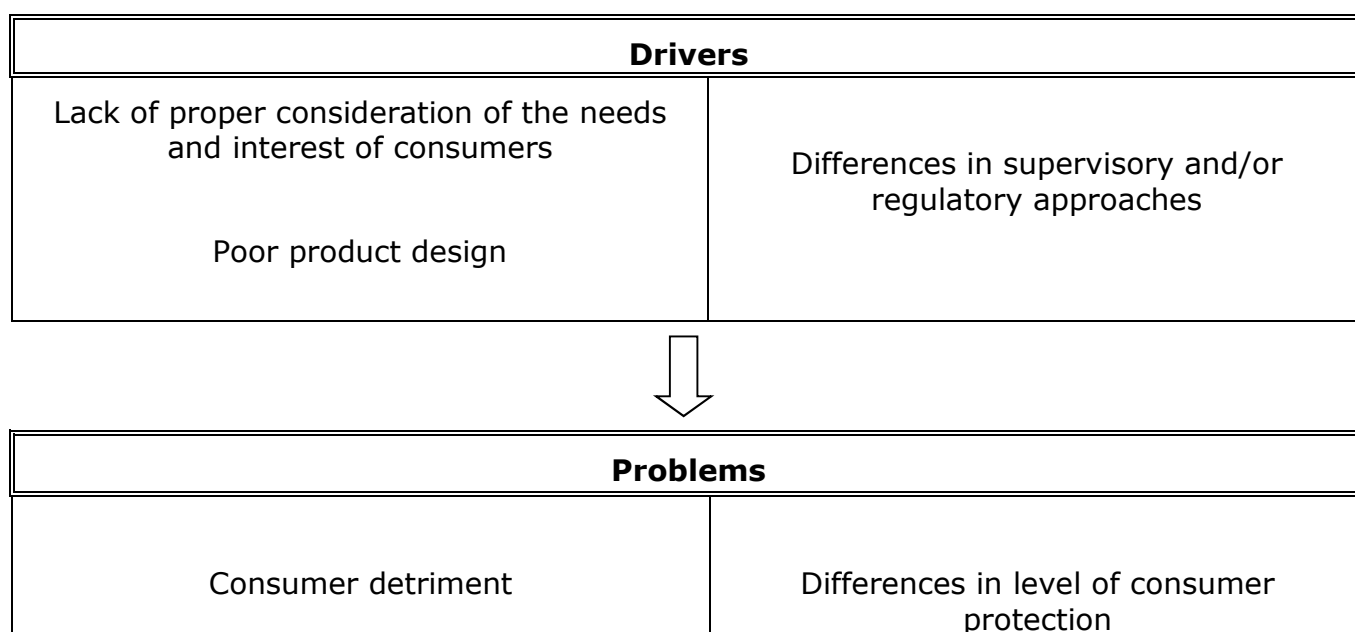 Drivers
Lack of proper consideration of the needs
and interest of consumers
Poor product design
Differences in supervisory and/or
regulatory approaches
Problems
Consumer detriment
Differences in level of consumer
protection